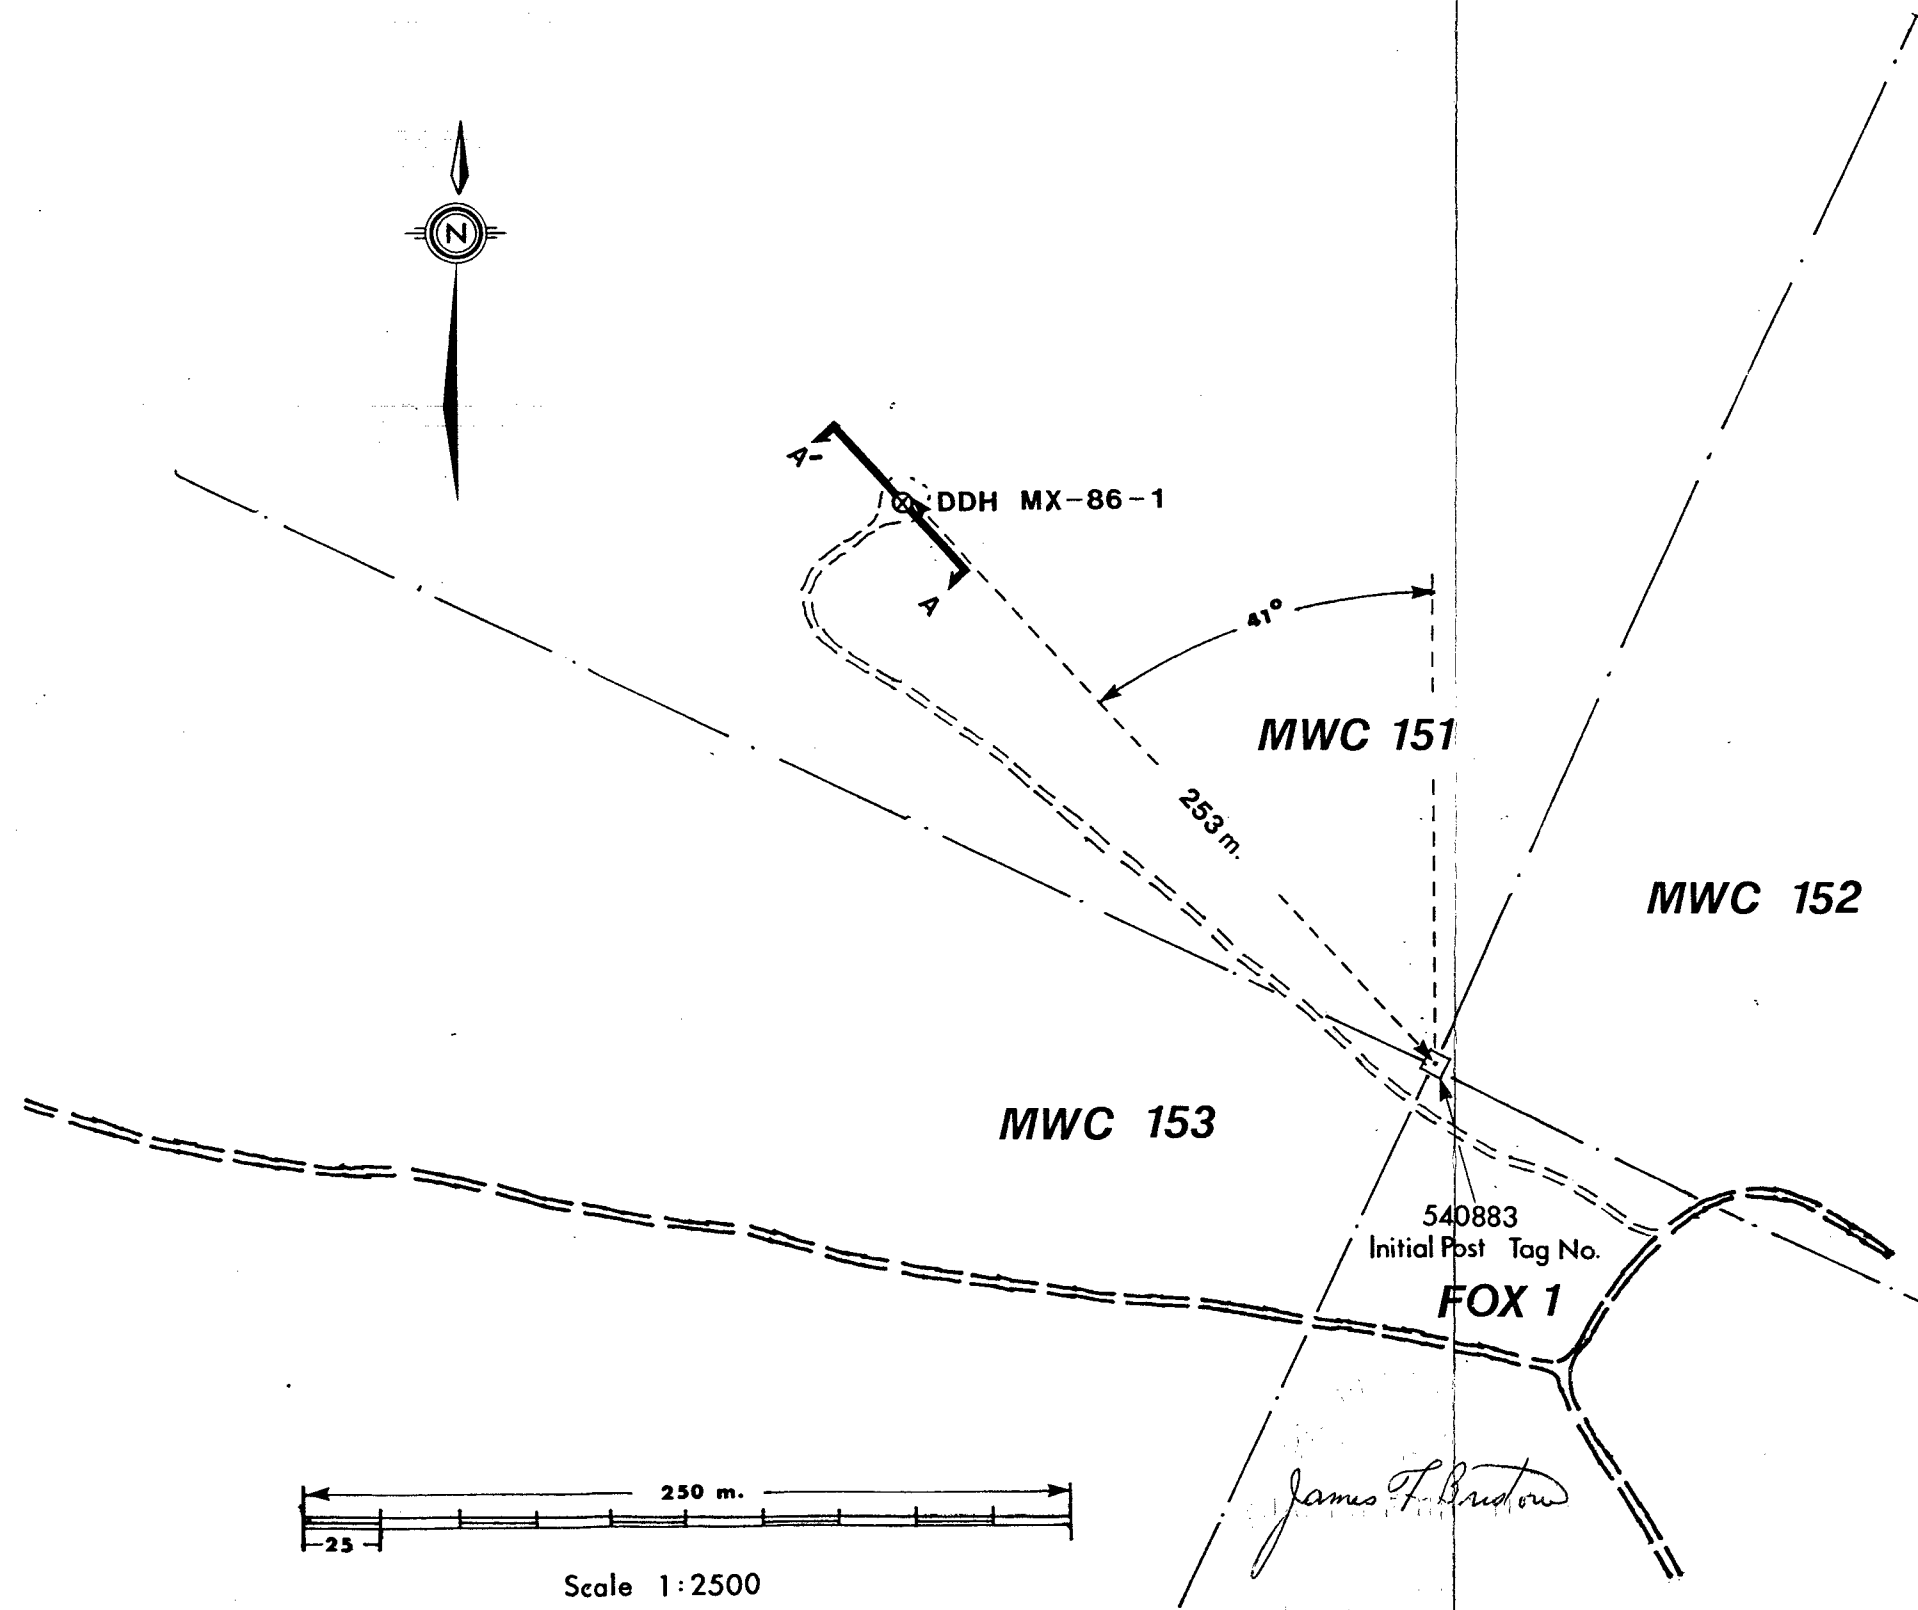 N
A-
DDH MX-86-1
A
41°
MWC 151
253 m.
MWC 152
MWC 153
540883
Initial Post Tag No.
FOX 1
James F. Bristow
250 m.
25
Scale 1:2500